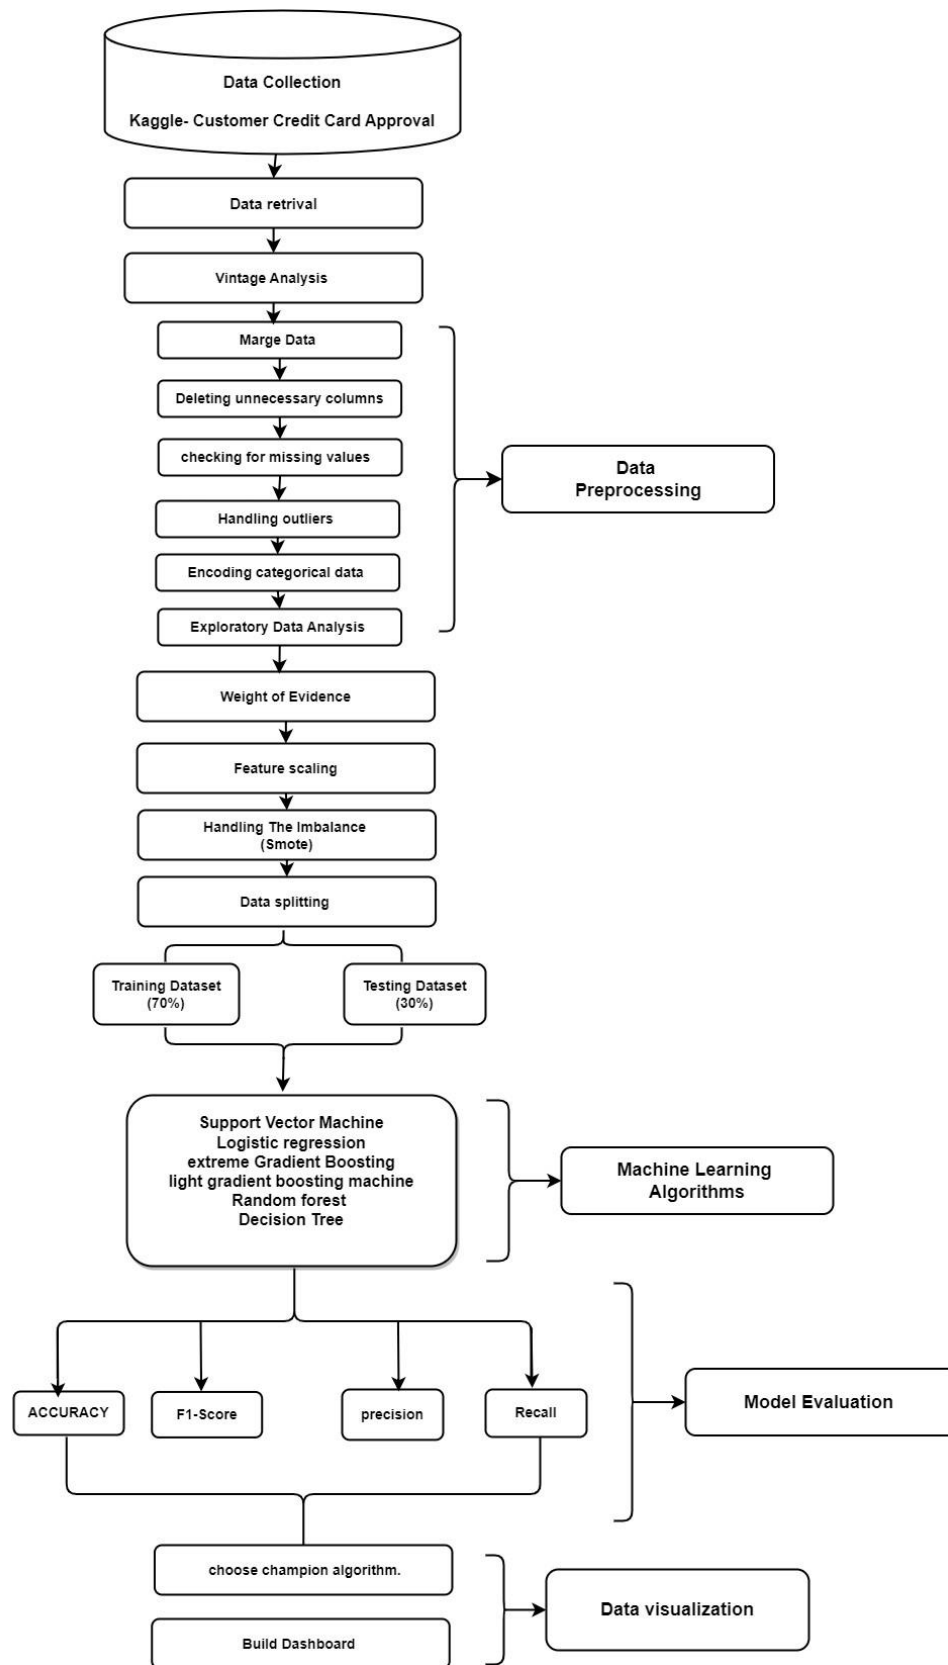 Data Collection
Kaggle- Customer Credit Card Approval
Data retrival
Vintage Analysis
Marge Data
Deleting unnecessary columns
checking for missing values
Handling outliers
Encoding categorical data
Exploratory Data Analysis
Data
Preprocessing
Weight of Evidence
Feature scaling
Handling The Imbalance
(Smote)
Data splitting
Training Dataset
(70%)
Testing Dataset
(30%)
Support Vector Machine
Logistic regression
extreme Gradient Boosting
light gradient boosting machine
Random forest
Decision Tree
Machine Learning
Algorithms
ACCURACY
F1-Score
precision
Recall
Model Evaluation
choose champion algorithm.
Build Dashboard
Data visualization